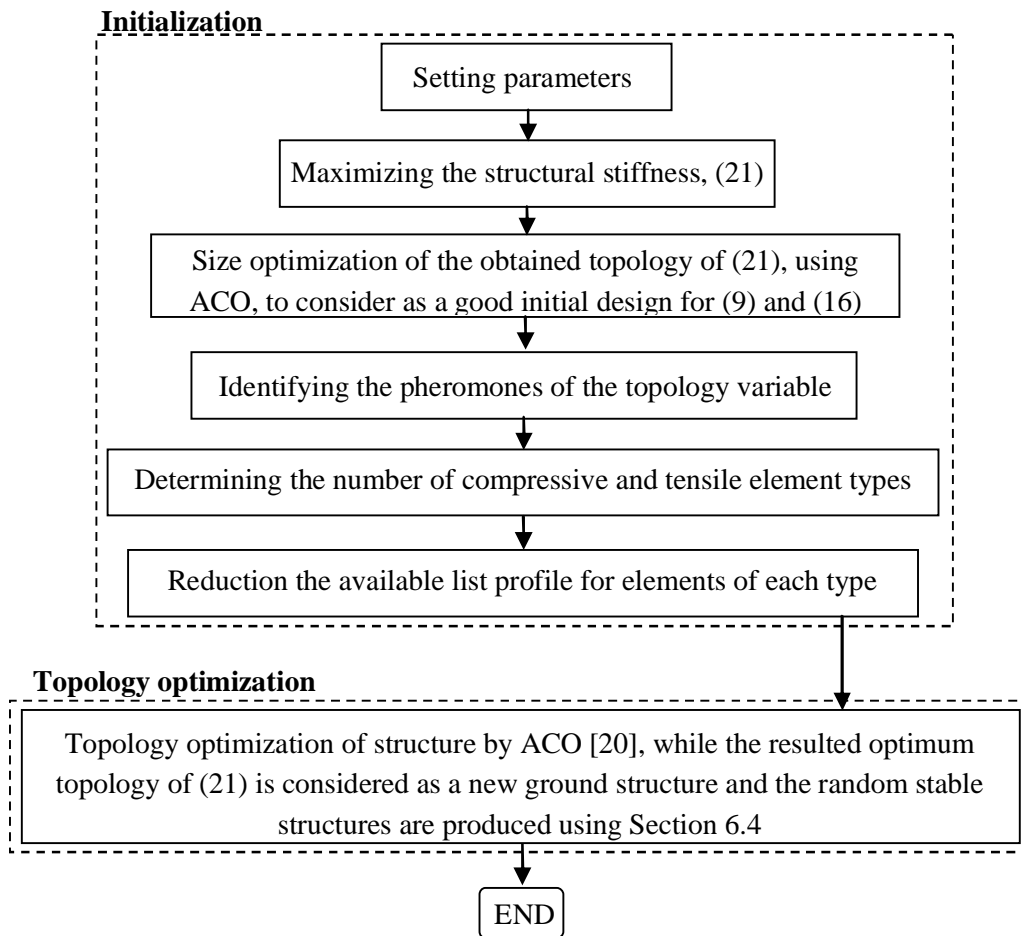 Initialization
Setting parameters
Maximizing the structural stiffness, (21)
Size optimization of the obtained topology of (21), using
ACO, to consider as a good initial design for (9) and (16)
Identifying the pheromones of the topology variable
Determining the number of compressive and tensile element types
Reduction the available list profile for elements of each type
Topology optimization
Topology optimization of structure by ACO [20], while the resulted optimum
topology of (21) is considered as a new ground structure and the random stable
structures are produced using Section 6.4
END